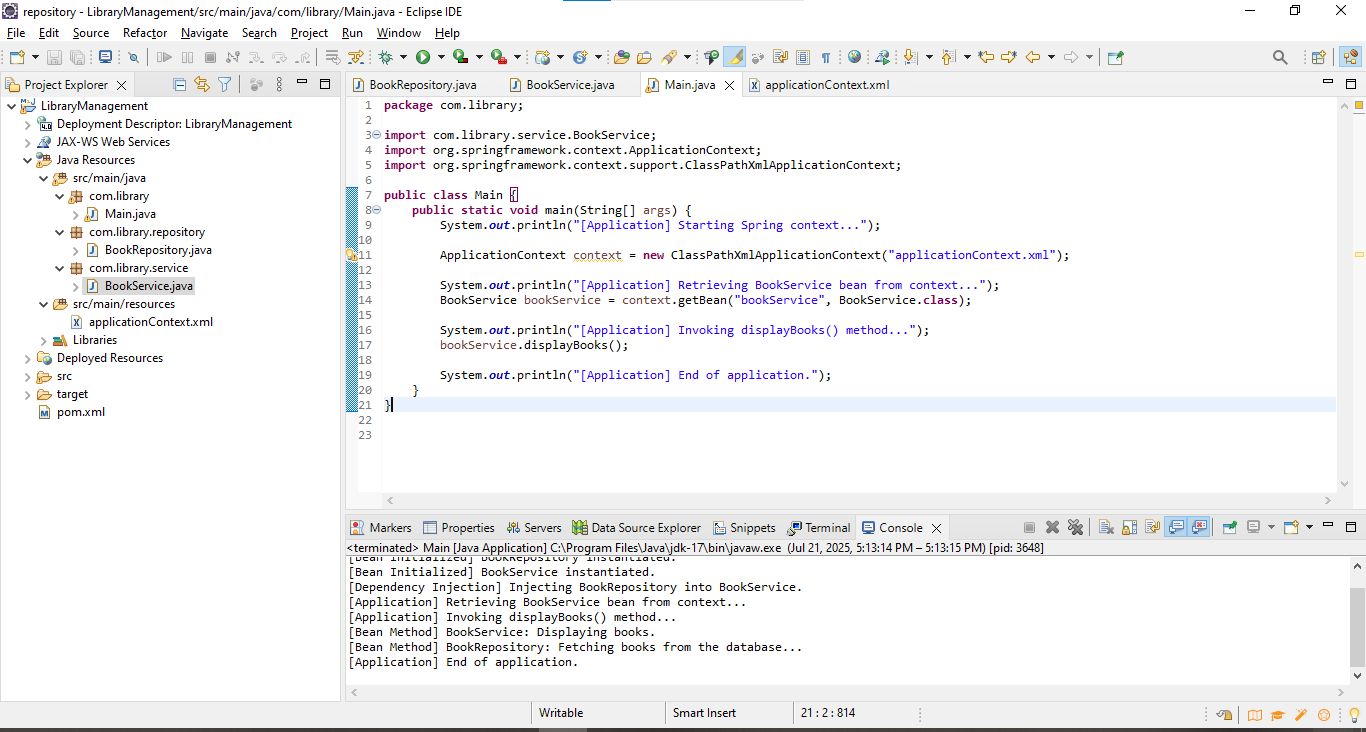 repository - LibraryManagement/src/main/java/com/library/Main.java - Eclipse IDE
File Edit Source Refactor Navigate Search Project Run Window Help
Project Explorer
LibraryManagement
Deployment Descriptor: LibraryManagement
JAX-WS Web Services
Java Resources
src/main/java
com.library
Main.java
com.library.repository
BookRepository.java
com.library.service
BookService.java
src/main/resources
applicationContext.xml
Libraries
Deployed Resources
src
target
pom.xml
BookRepository.java BookService.java Main.java applicationContext.xml
1 package com.library;
2
3 import com.library.service.BookService;
4 import org.springframework.context.ApplicationContext;
5 import org.springframework.context.support.ClassPathXmlApplicationContext;
6
7 public class Main {
8 public static void main(String[] args) {
9 System.out.println("[Application] Starting Spring context...");
10
11 ApplicationContext context = new ClassPathXmlApplicationContext("applicationContext.xml");
12
13 System.out.println("[Application] Retrieving BookService bean from context...");
14 BookService bookService = context.getBean("bookService", BookService.class);
15
16 System.out.println("[Application] Invoking displayBooks() method...");
17 bookService.displayBooks();
18
19 System.out.println("[Application] End of application.");
20 }
21 }
22
23
Markers Properties Servers Data Source Explorer Snippets Terminal Console
<terminated> Main [Java Application] C:\Program Files\Java\jdk-17\bin\javaw.exe (Jul 21, 2025, 5:13:14 PM – 5:13:15 PM) [pid: 3648]
[Bean Initialized] BookRepository instantiated.
[Bean Initialized] BookService instantiated.
[Dependency Injection] Injecting BookRepository into BookService.
[Application] Retrieving BookService bean from context...
[Application] Invoking displayBooks() method...
[Bean Method] BookService: Displaying books.
[Bean Method] BookRepository: Fetching books from the database...
[Application] End of application.
Writable Smart Insert 21 : 2 : 814